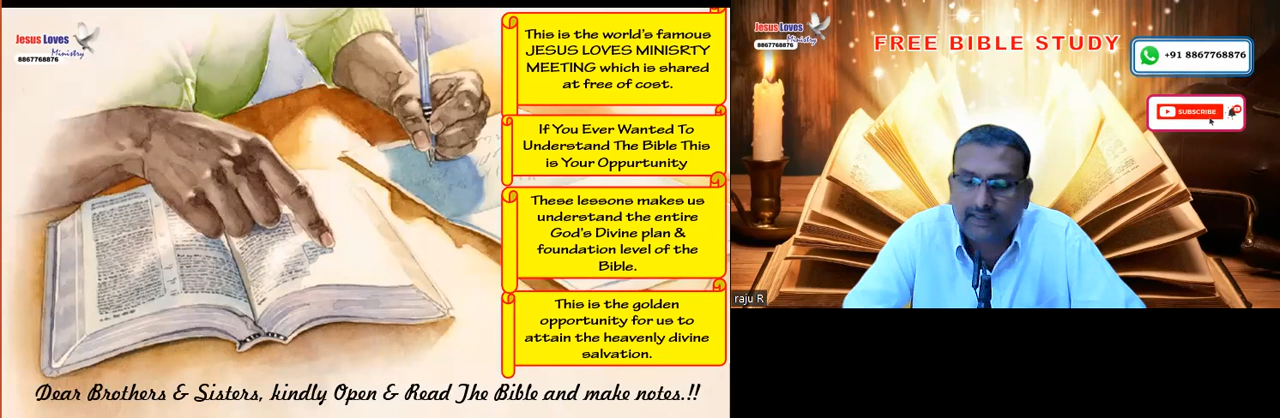 Jesus Loves
Ministry
8867768876
This is the world's famous
JESUS LOVES MINISRTY
MEETING which is shared
at free of cost.
If You Ever Wanted To
Understand The Bible This
is Your Oppurtunity
These lessons makes us
understand the entire
God's Divine plan &
foundation level of the
Bible.
This is the golden
opportunity for us to
attain the heavenly divine
salvation.
Dear Brothers & Sisters, kindly Open & Read The Bible and make notes.!!
Jesus Loves
Ministry
8867768876
FREE BIBLE STUDY
+91 8867768876
SUBSCRIBE
raju R